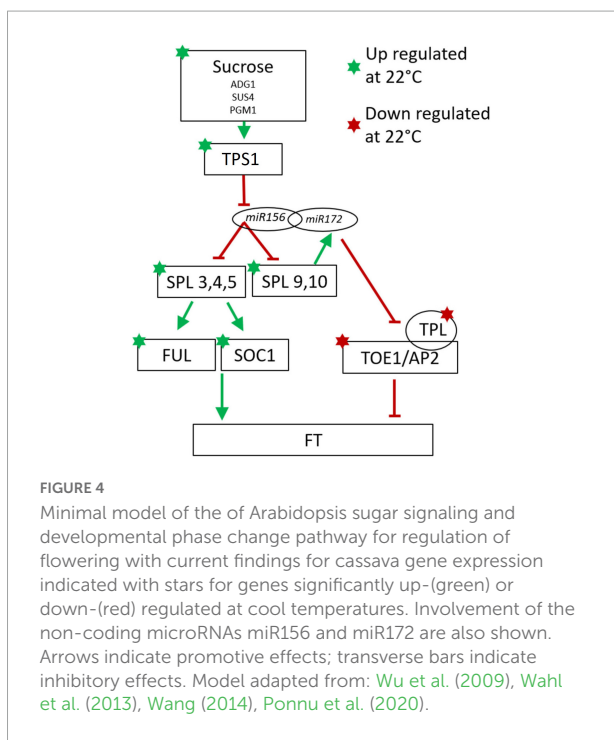 Sucrose
ADG1
SUS4
PGM1
Up regulated
at 22°C
Down regulated
at 22°C
TPS1
miR156 miR172
SPL 3,4,5 SPL 9,10
TPL
FUL SOC1 TOE1/AP2
FT
FIGURE 4
Minimal model of the of Arabidopsis sugar signaling and
developmental phase change pathway for regulation of
flowering with current findings for cassava gene expression
indicated with stars for genes significantly up-(green) or
down-(red) regulated at cool temperatures. Involvement of the
non-coding microRNAs miR156 and miR172 are also shown.
Arrows indicate promotive effects; transverse bars indicate
inhibitory effects. Model adapted from: Wu et al. (2009), Wahl
et al. (2013), Wang (2014), Ponnu et al. (2020).